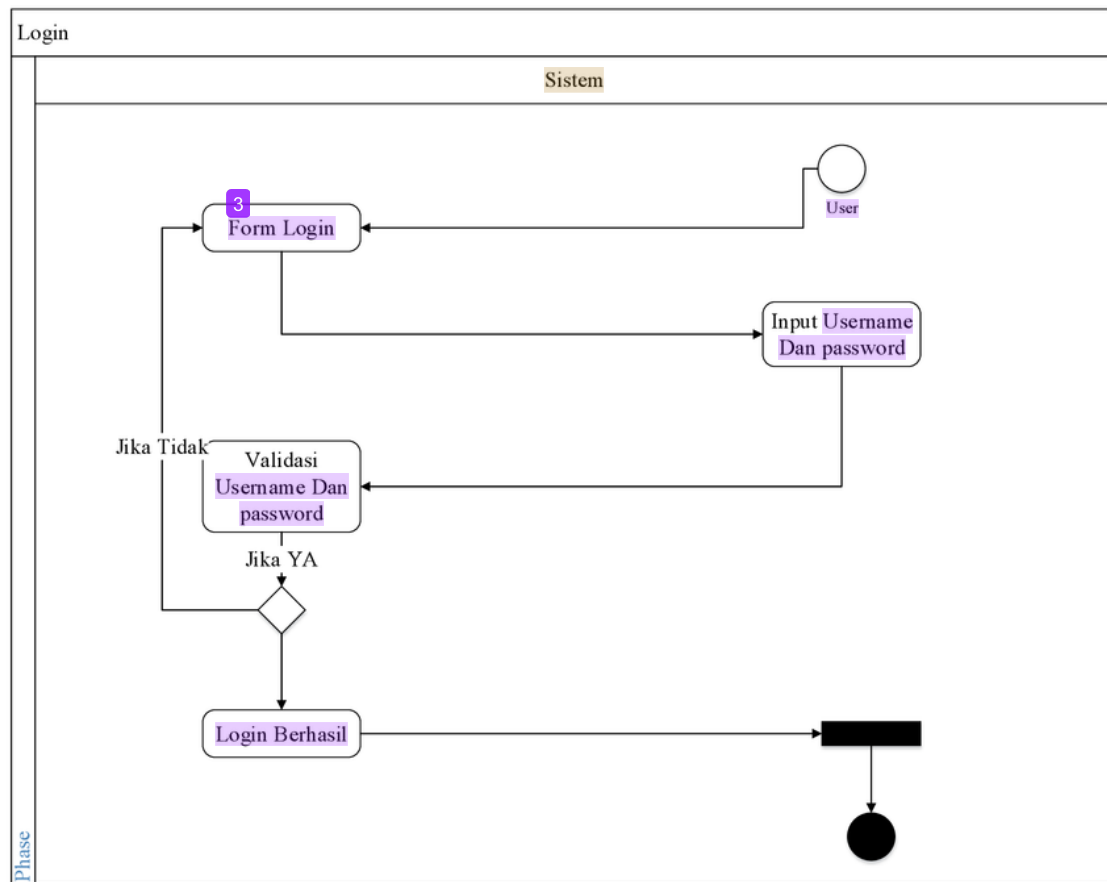 Login
Sistem
User
3
Form Login
Input Username
Dan password
Jika Tidak
Validasi
Username Dan
password
Jika YA
Login Berhasil
Phase